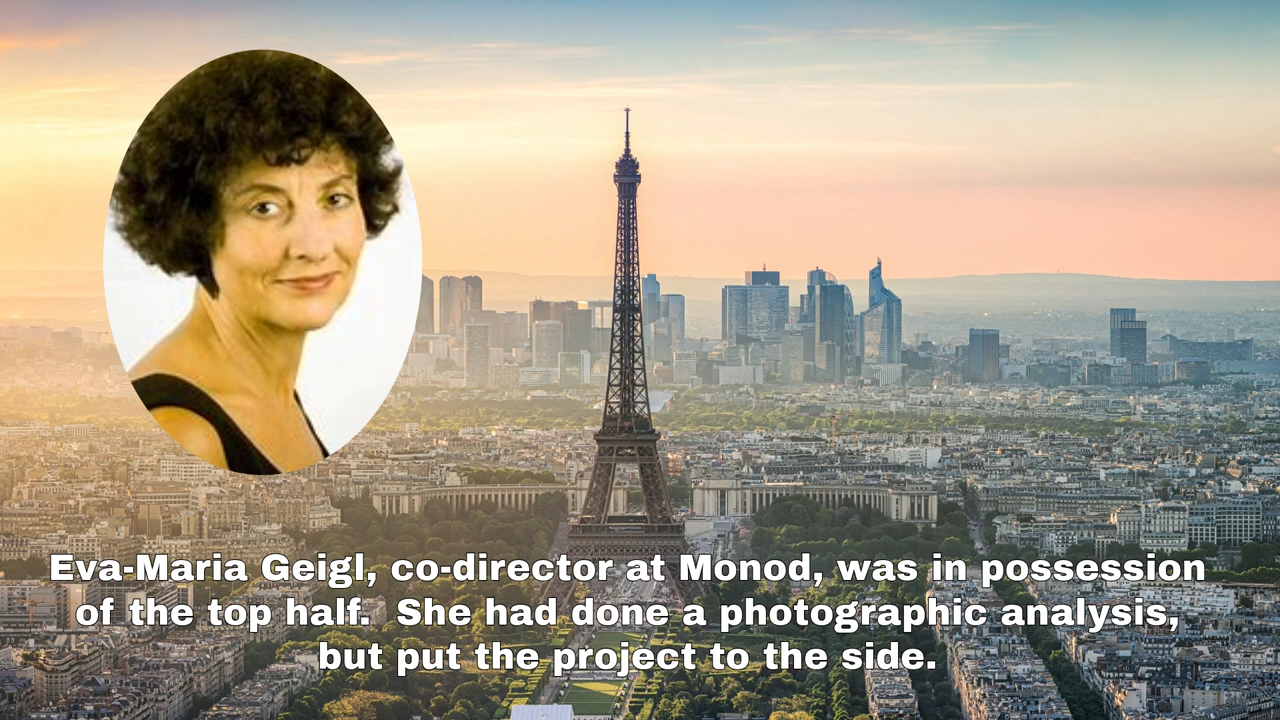 Eva-Maria Geigl, co-director at Monod, was in possession
of the top half.  She had done a photographic analysis,
but put the project to the side.